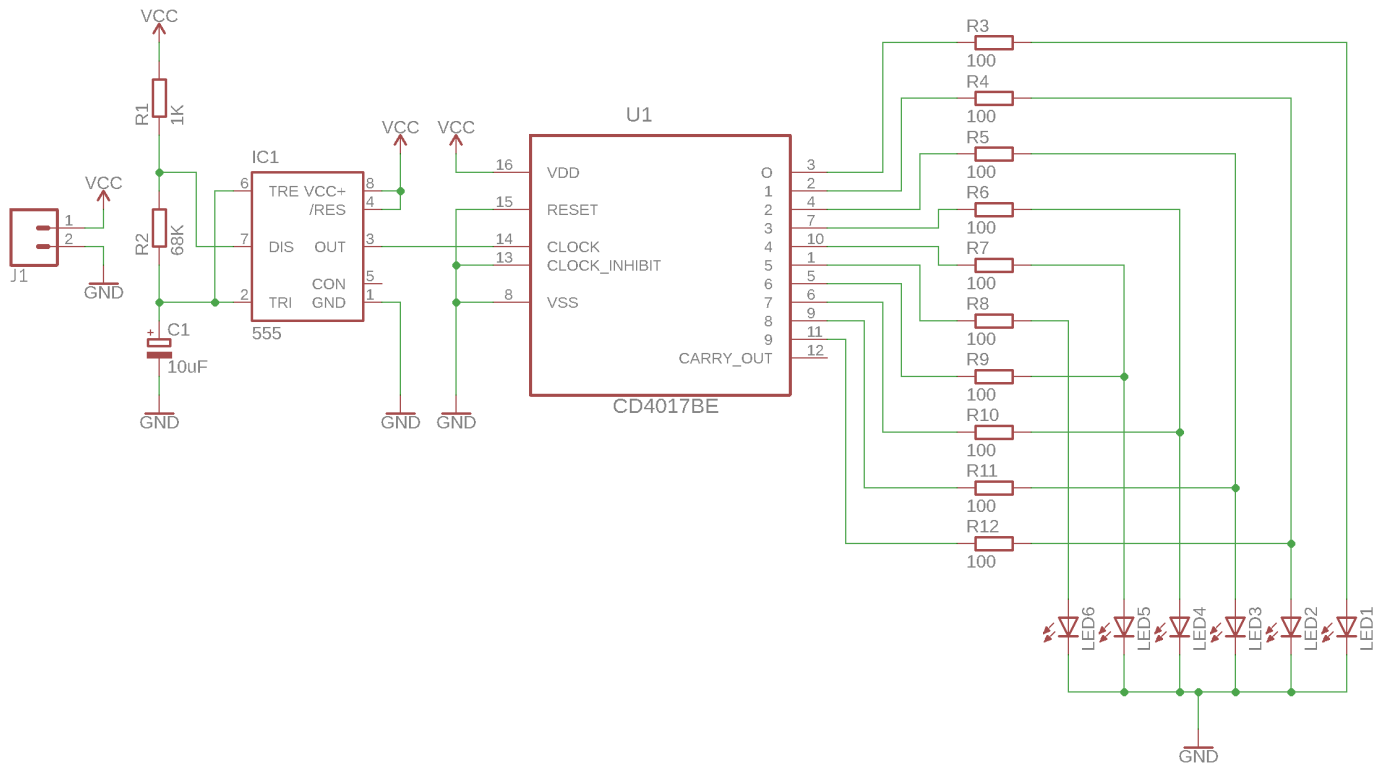 VCC
R1
1K
R2
68K
C1
+
10uF
GND
VCC
1
2
J1
GND
IC1
6 TRE VCC+ 8
/RES 4
7 DIS OUT 3
CON 5
2 TRI GND 1
555
VCC
GND
VCC
GND
U1
16 VDD O 3
1 2
15 RESET 2 4
3 7
14 CLOCK 4 10
13 CLOCK_INHIBIT 5 1
6 5
8 VSS 7 6
8 9
9 11
CARRY_OUT 12
CD4017BE
R3
100
R4
100
R5
100
R6
100
R7
100
R8
100
R9
100
R10
100
R11
100
R12
100
LED6
LED5
LED4
LED3
LED2
LED1
GND